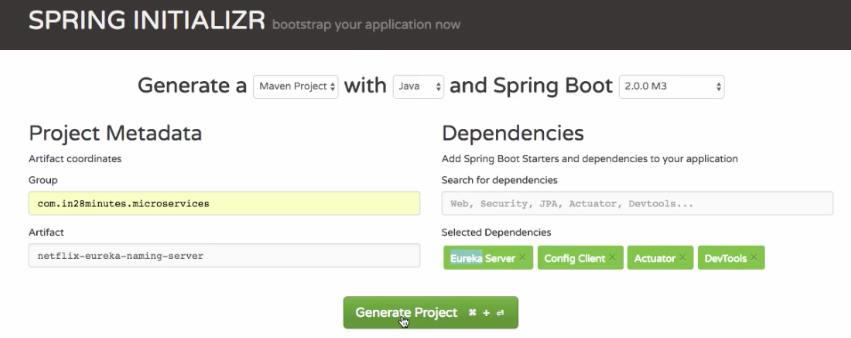 SPRING INITIALIZR bootstrap your application now
Generate a Maven Project with Java and Spring Boot 2.0.0 M3
Project Metadata
Artifact coordinates
Group
com.in28minutes.microservices
Artifact
netflix-eureka-naming-server
Dependencies
Add Spring Boot Starters and dependencies to your application
Search for dependencies
Web, Security, JPA, Actuator, Devtools...
Selected Dependencies
Eureka Server × Config Client × Actuator × DevTools ×
Generate Project ⌘ + ⏎